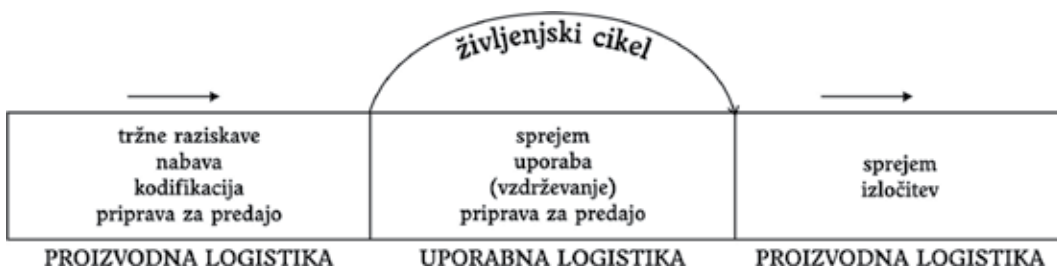 življenjski cikel
tržne raziskave
nabava
kodifikacija
priprava za predajo
sprejem
uporaba
(vzdrževanje)
priprava za predajo
sprejem
izločitev
PROIZVODNA LOGISTIKA
UPORABNA LOGISTIKA
PROIZVODNA LOGISTIKA